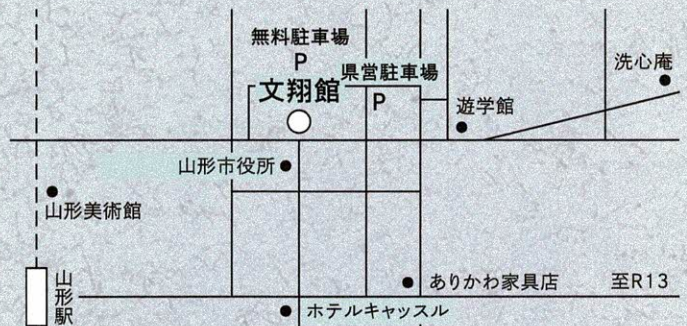 無料駐車場
P
県営駐車場
P
文翔館
洗心庵
遊学館
山形市役所
山形美術館
山形駅
ありかわ家具店
至R13
ホテルキャッスル